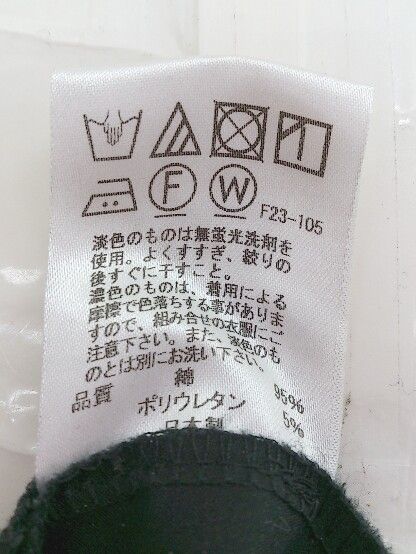 F W F23-105
淡色のものは無蛍光洗剤を
使用。よくすすぎ、絞りの
後すぐに干すこと。
濃色のものは、着用による
摩擦で色落ちする事がありま
すので、組み合せの衣服にご
注意下さい。また、淡色のも
のとは別にお洗い下さい。
品質 綿 95%
ポリウレタン 5%
日本製